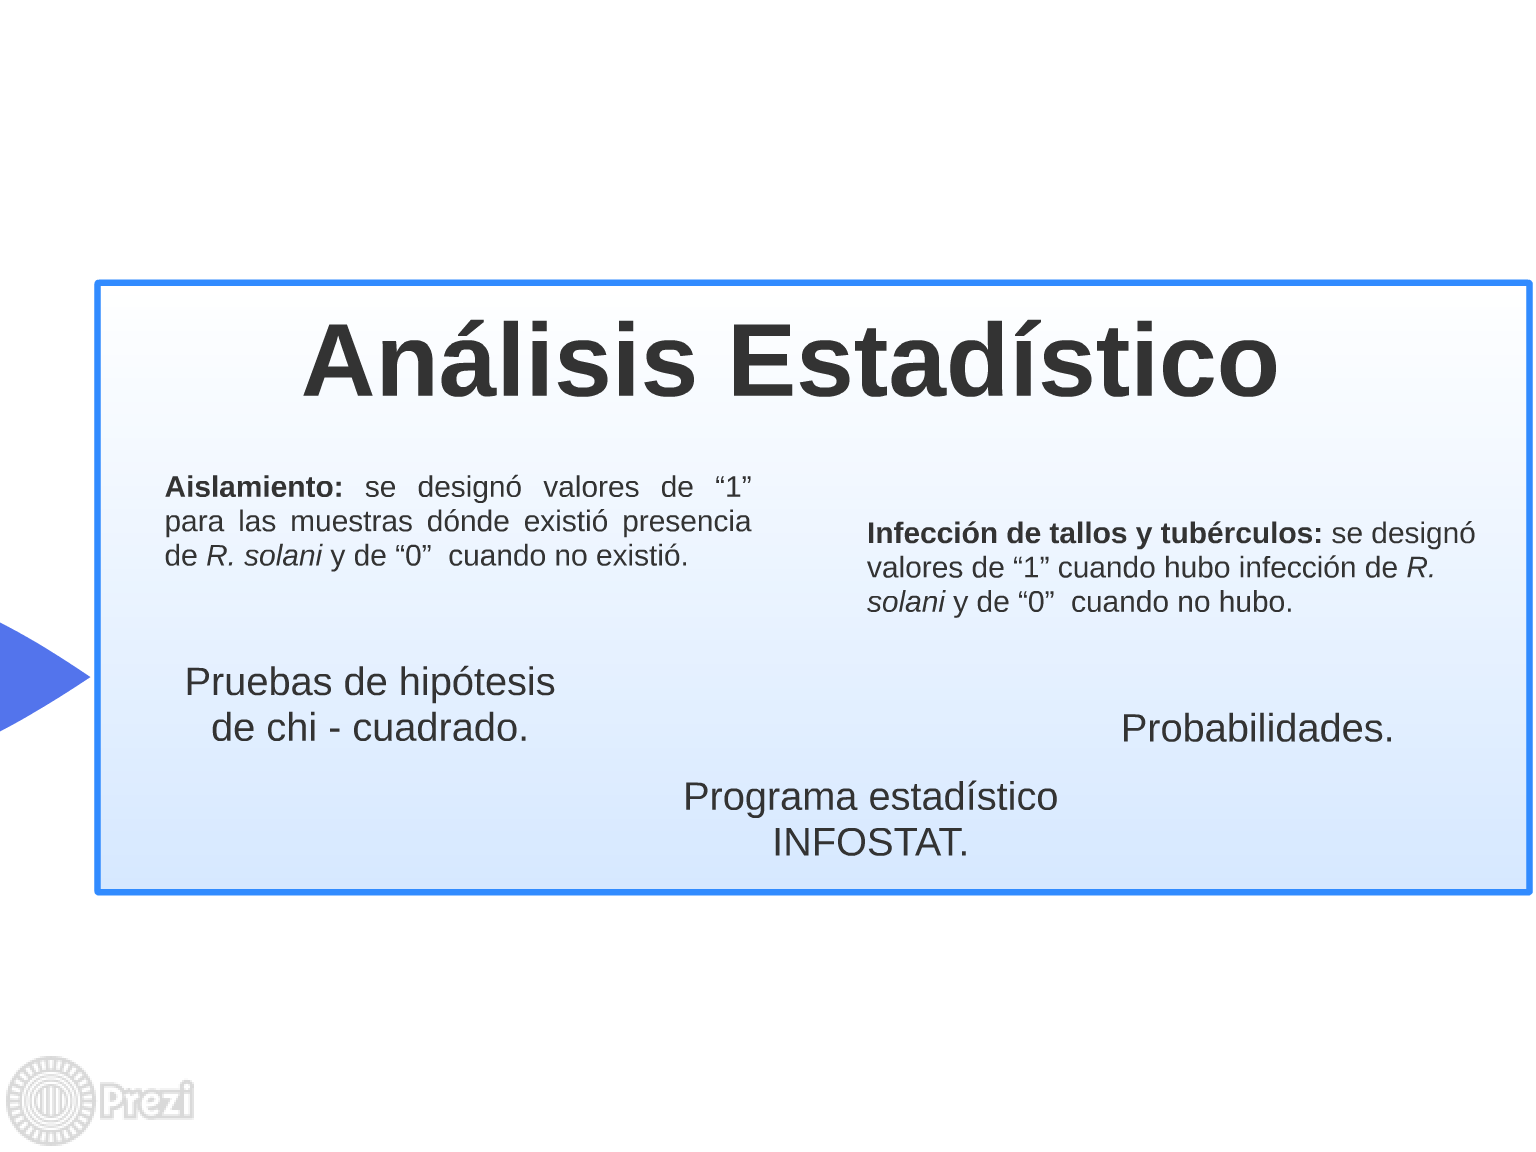 Análisis Estadístico
Aislamiento: se designó valores de “1”
para las muestras dónde existió presencia
de R. solani y de “0”  cuando no existió.
Infección de tallos y tubérculos: se designó
valores de “1” cuando hubo infección de R.
solani y de “0”  cuando no hubo.
Pruebas de hipótesis
de chi - cuadrado.
Probabilidades.
Programa estadístico
INFOSTAT.
Prezi